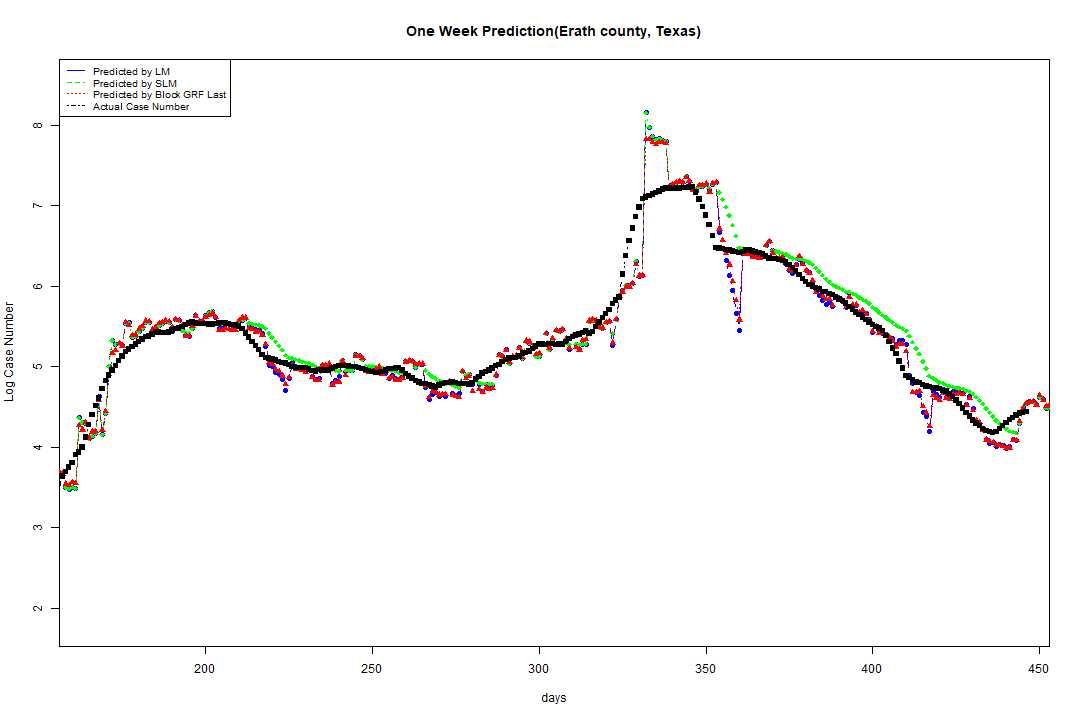 One Week Prediction(Erath county, Texas)
Predicted by LM
Predicted by SLM
Predicted by Block GRF Last
Actual Case Number
Log Case Number
8
7
6
5
4
3
2
200 250 300 350 400 450
days